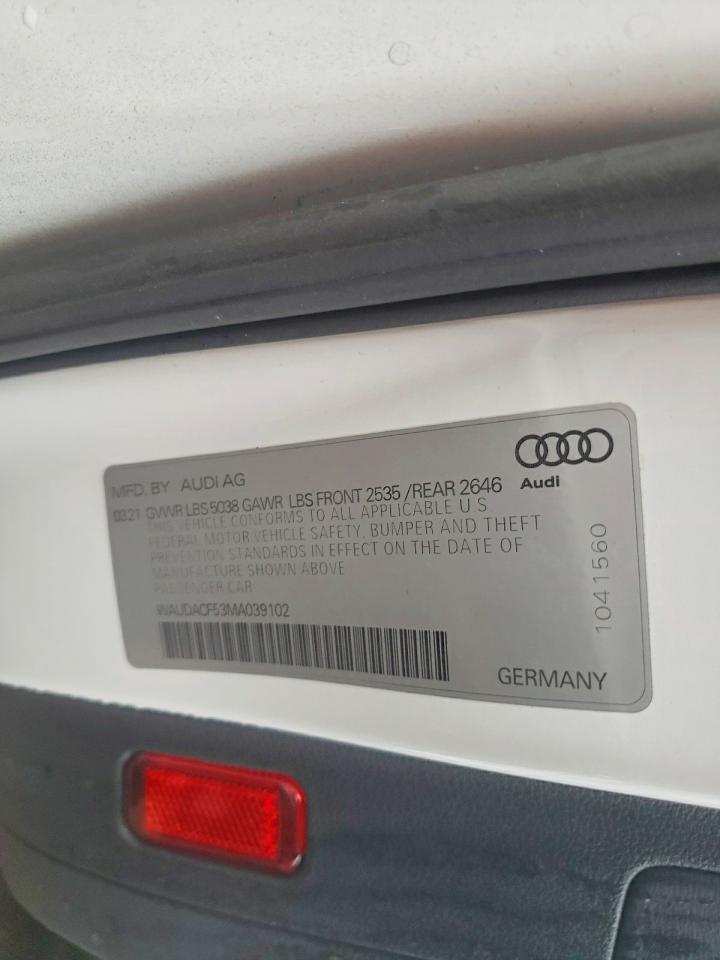 MFD. BY AUDI AG
03.21 GVWR LBS 5038 GAWR LBS FRONT 2535 /REAR 2646
Audi
THIS VEHICLE CONFORMS TO ALL APPLICABLE U S
FEDERAL MOTOR VEHICLE SAFETY, BUMPER AND THEFT
PREVENTION STANDARDS IN EFFECT ON THE DATE OF
MANUFACTURE SHOWN ABOVE
PASSENGER CAR
WAUDACF53MA039102
GERMANY
1041560